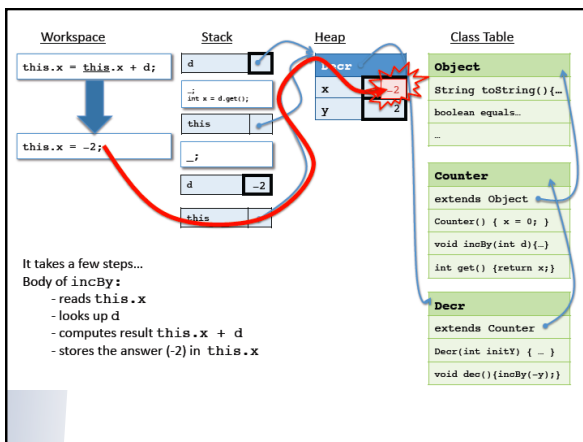 Workspace
Stack
Heap
Class Table
this.x = this.x + d;
this.x = -2;
d
_;
int x = d.get();
this
_;
d -2
this
Decr
x -2
y 2
Object
String toString(){…
boolean equals…
…
Counter
extends Object
Counter() { x = 0; }
void incBy(int d){…}
int get() {return x;}
Decr
extends Counter
Decr(int initY) { … }
void dec(){incBy(-y);}
It takes a few steps…
Body of incBy:
- reads this.x
- looks up d
- computes result this.x + d
- stores the answer (-2) in this.x